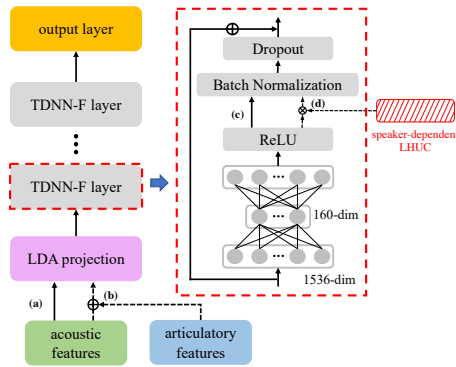 output layer
TDNN-F layer
TDNN-F layer
LDA projection
(a)
(b)
acoustic
features
articulatory
features
Dropout
Batch Normalization
(c)
(d)
ReLU
160-dim
1536-dim
speaker-dependent
LHUC